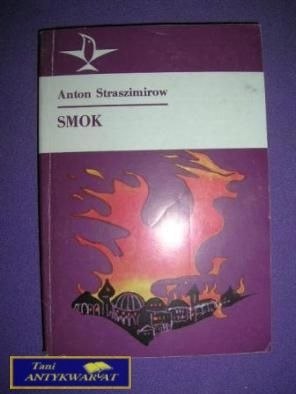 Anton Straszimirow
SMOK
Tani
ANTYKWARIAT